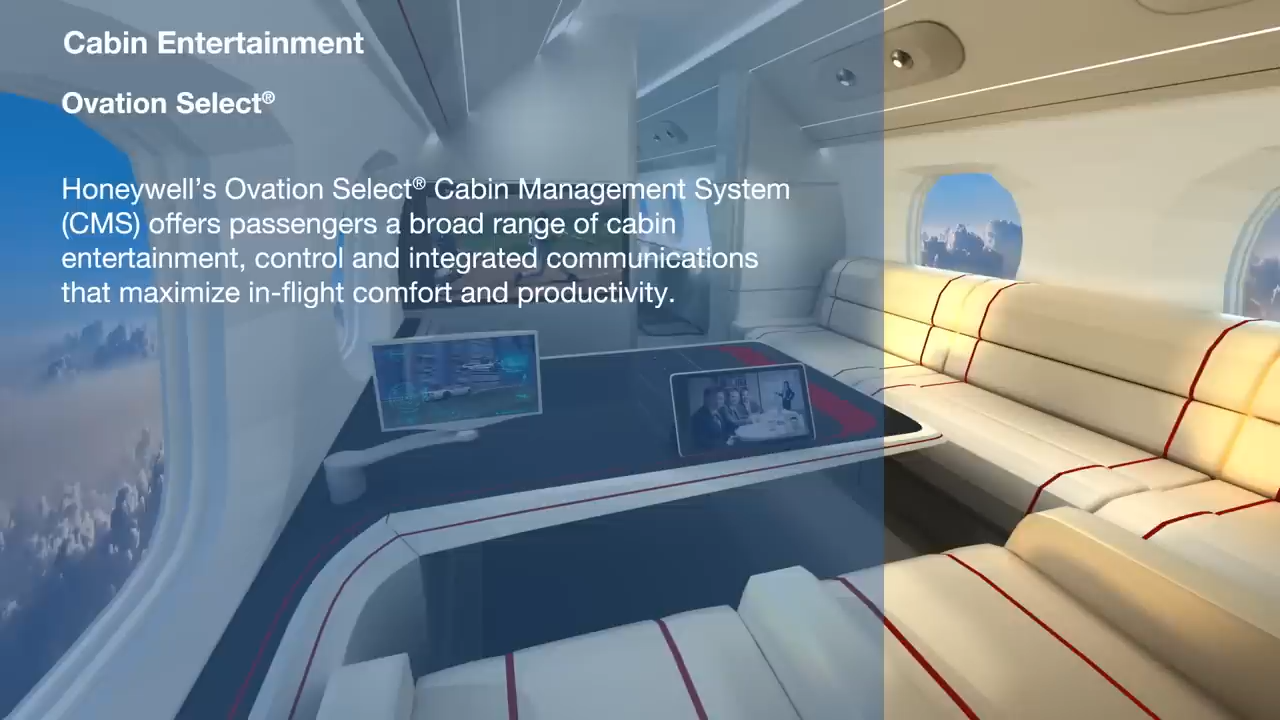 Cabin Entertainment
Ovation Select®
Honeywell’s Ovation Select® Cabin Management System
(CMS) offers passengers a broad range of cabin
entertainment, control and integrated communications
that maximize in-flight comfort and productivity.